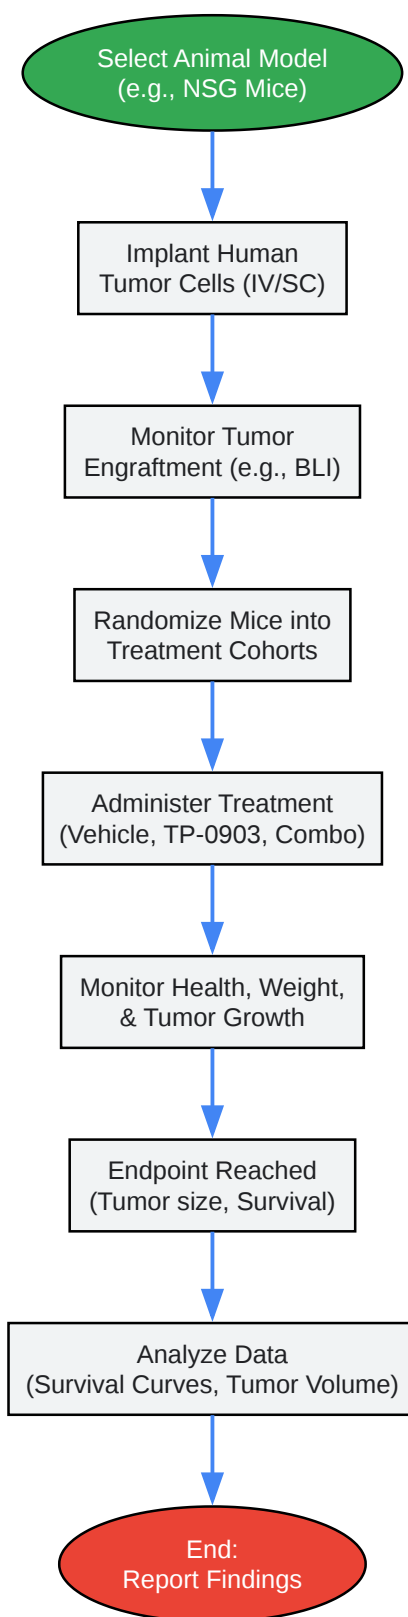 Select Animal Model
(e.g., NSG Mice)
Implant Human
Tumor Cells (IV/SC)
Monitor Tumor
Engraftment (e.g., BLI)
Randomize Mice into
Treatment Cohorts
Administer Treatment
(Vehicle, TP-0903, Combo)
Monitor Health, Weight,
& Tumor Growth
Endpoint Reached
(Tumor size, Survival)
Analyze Data
(Survival Curves, Tumor Volume)
End:
Report Findings